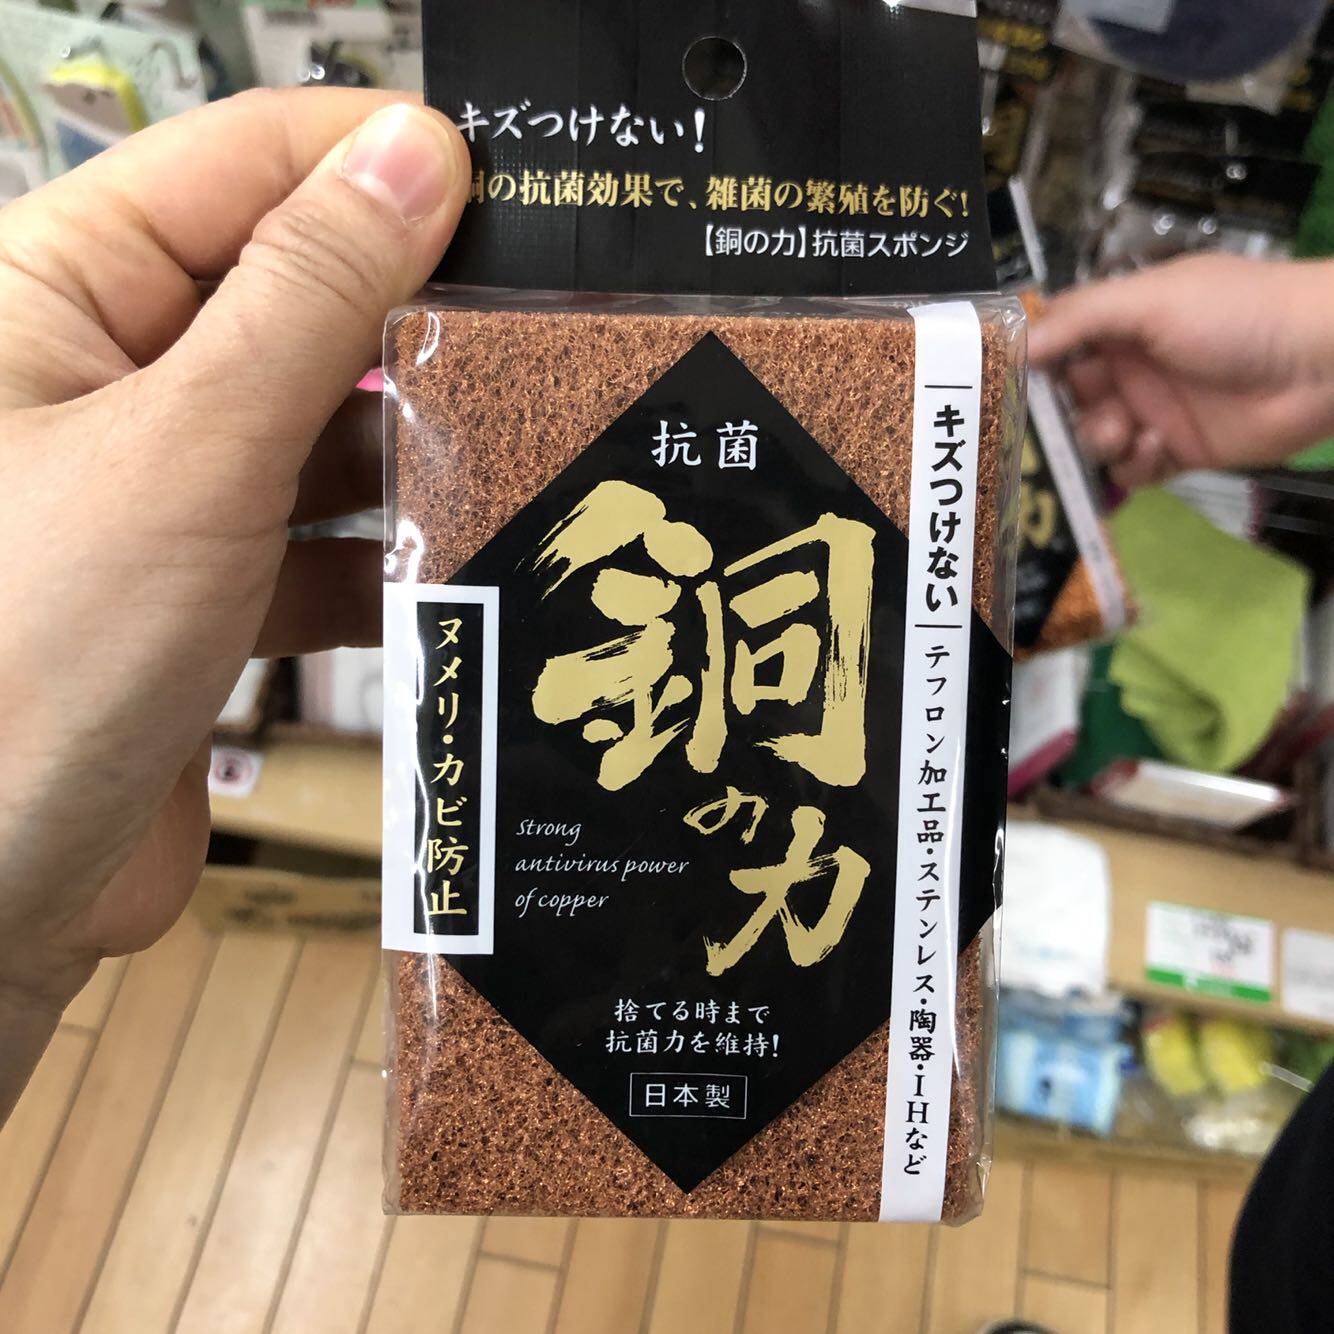 キズつけない!
銅の抗菌効果で、雑菌の繁殖を防ぐ!
【銅の力】抗菌スポンジ
抗菌
銅の力
strong
antivirus power
of copper
捨てる時まで
抗菌力を維持!
日本製
ヌメリ・カビ防止
キズつけない
テフロン加工品・ステンレス・陶器・IHなど